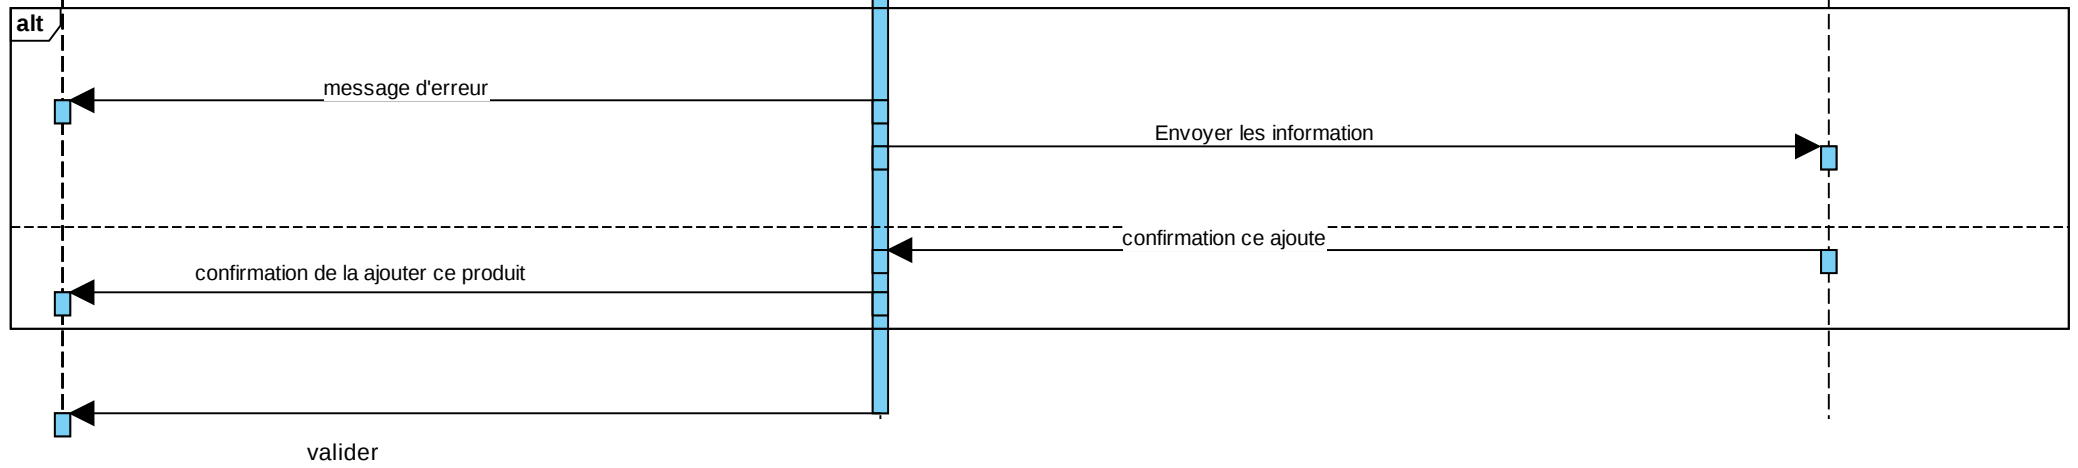 alt
message d'erreur
Envoyer les information
confirmation ce ajoute
confirmation de la ajouter ce produit
valider